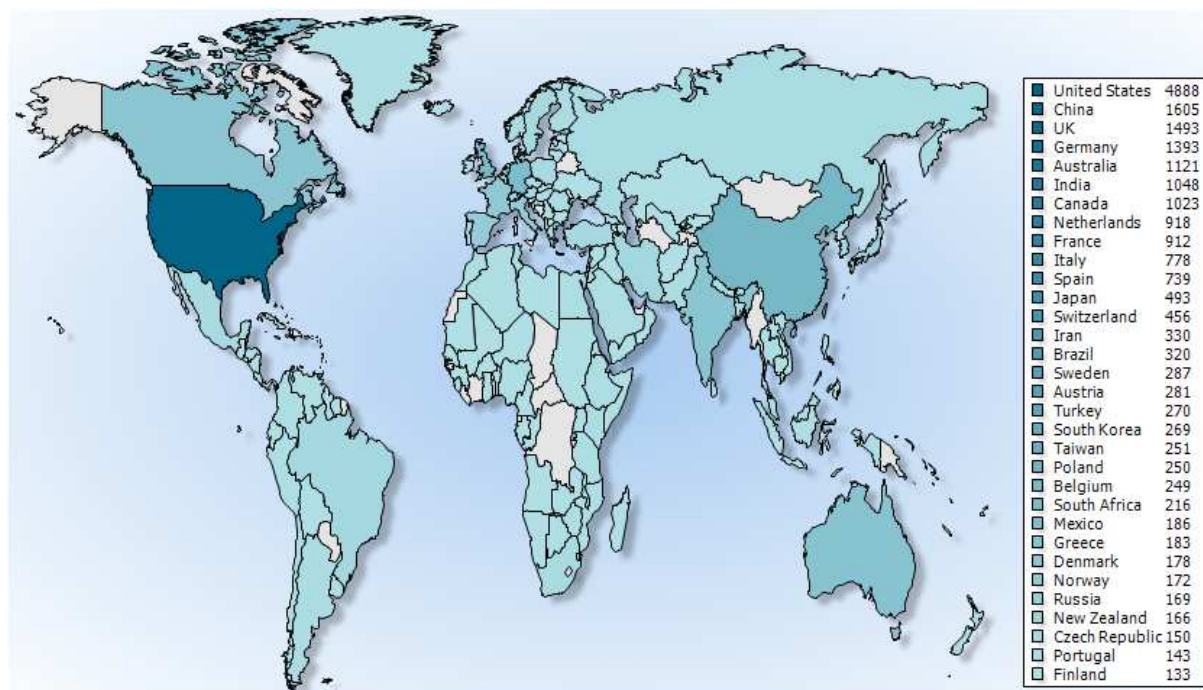 United States 4888
China 1605
UK 1493
Germany 1393
Australia 1121
India 1048
Canada 1023
Netherlands 918
France 912
Italy 778
Spain 739
Japan 493
Switzerland 456
Iran 330
Brazil 320
Sweden 287
Austria 281
Turkey 270
South Korea 269
Taiwan 251
Poland 250
Belgium 249
South Africa 216
Mexico 186
Greece 183
Denmark 178
Norway 172
Russia 169
New Zealand 166
Czech Republic 150
Portugal 143
Finland 133